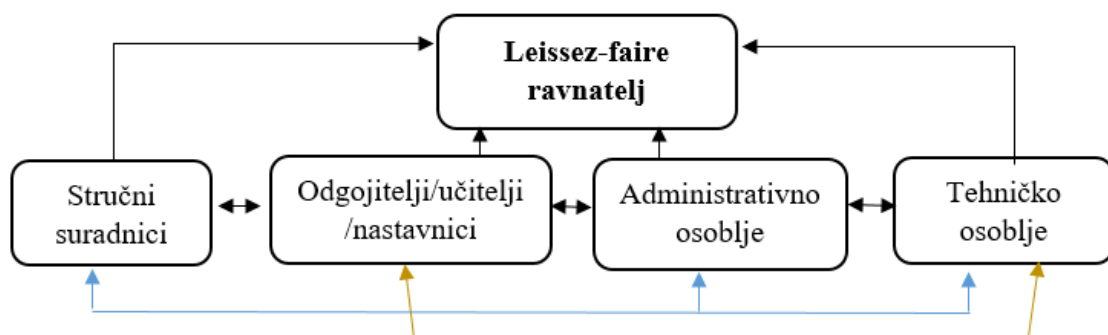 Leissez-faire
ravnatelj
Stručni
suradnici
Odgojitelji/učitelji
/nastavnici
Administrativno
osoblje
Tehničko
osoblje